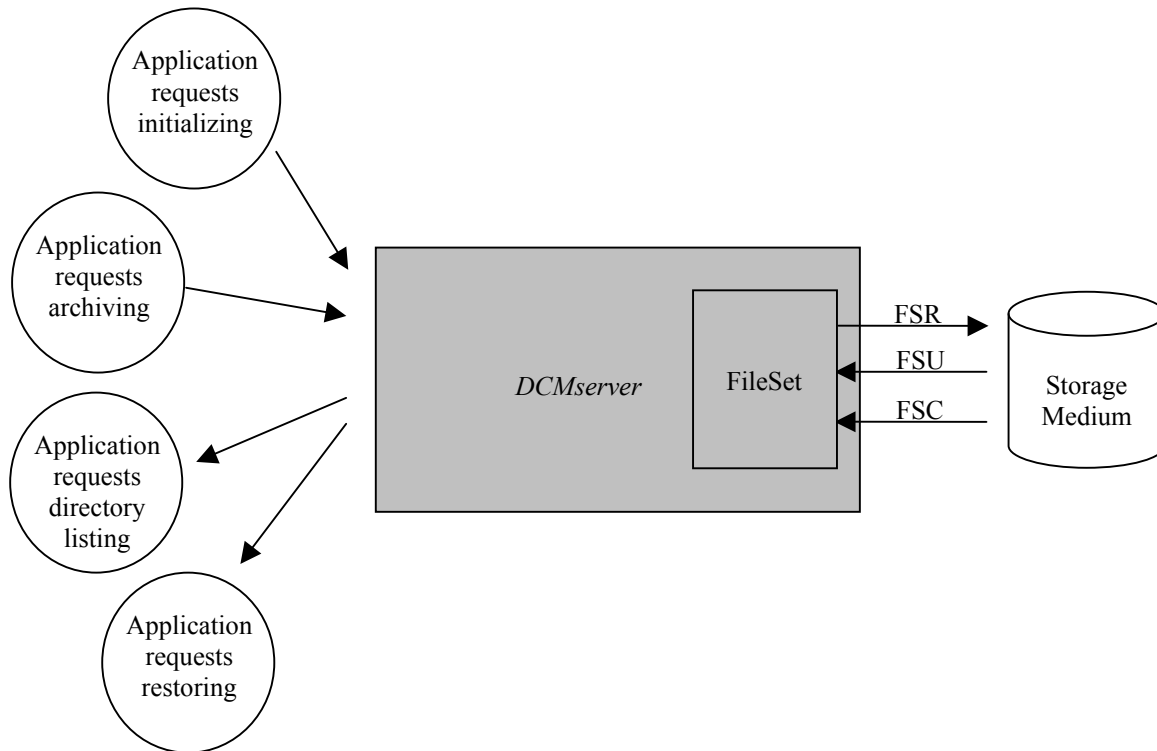 Application
requests
initializing
Application
requests
archiving
Application
requests
directory
listing
Application
requests
restoring
DCMserver
FileSet
FSR
FSU
FSC
Storage
Medium